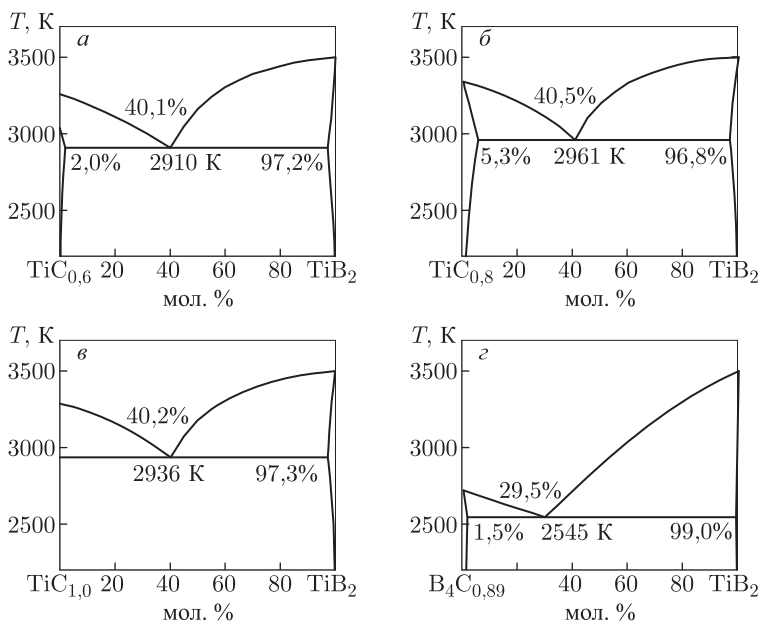 T, К
а
3500
3000
2500
40,1%
2,0%
2910 К
97,2%
TiC0,6 20 40 60 80 TiB2
мол. %
T, К
б
3500
3000
2500
40,5%
5,3%
2961 К
96,8%
TiC0,8 20 40 60 80 TiB2
мол. %
T, К
в
3500
3000
2500
40,2%
2936 К
97,3%
TiC1,0 20 40 60 80 TiB2
мол. %
T, К
г
3500
3000
2500
29,5%
1,5%
2545 К
99,0%
B4C0,89 40 60 80 TiB2
мол. %